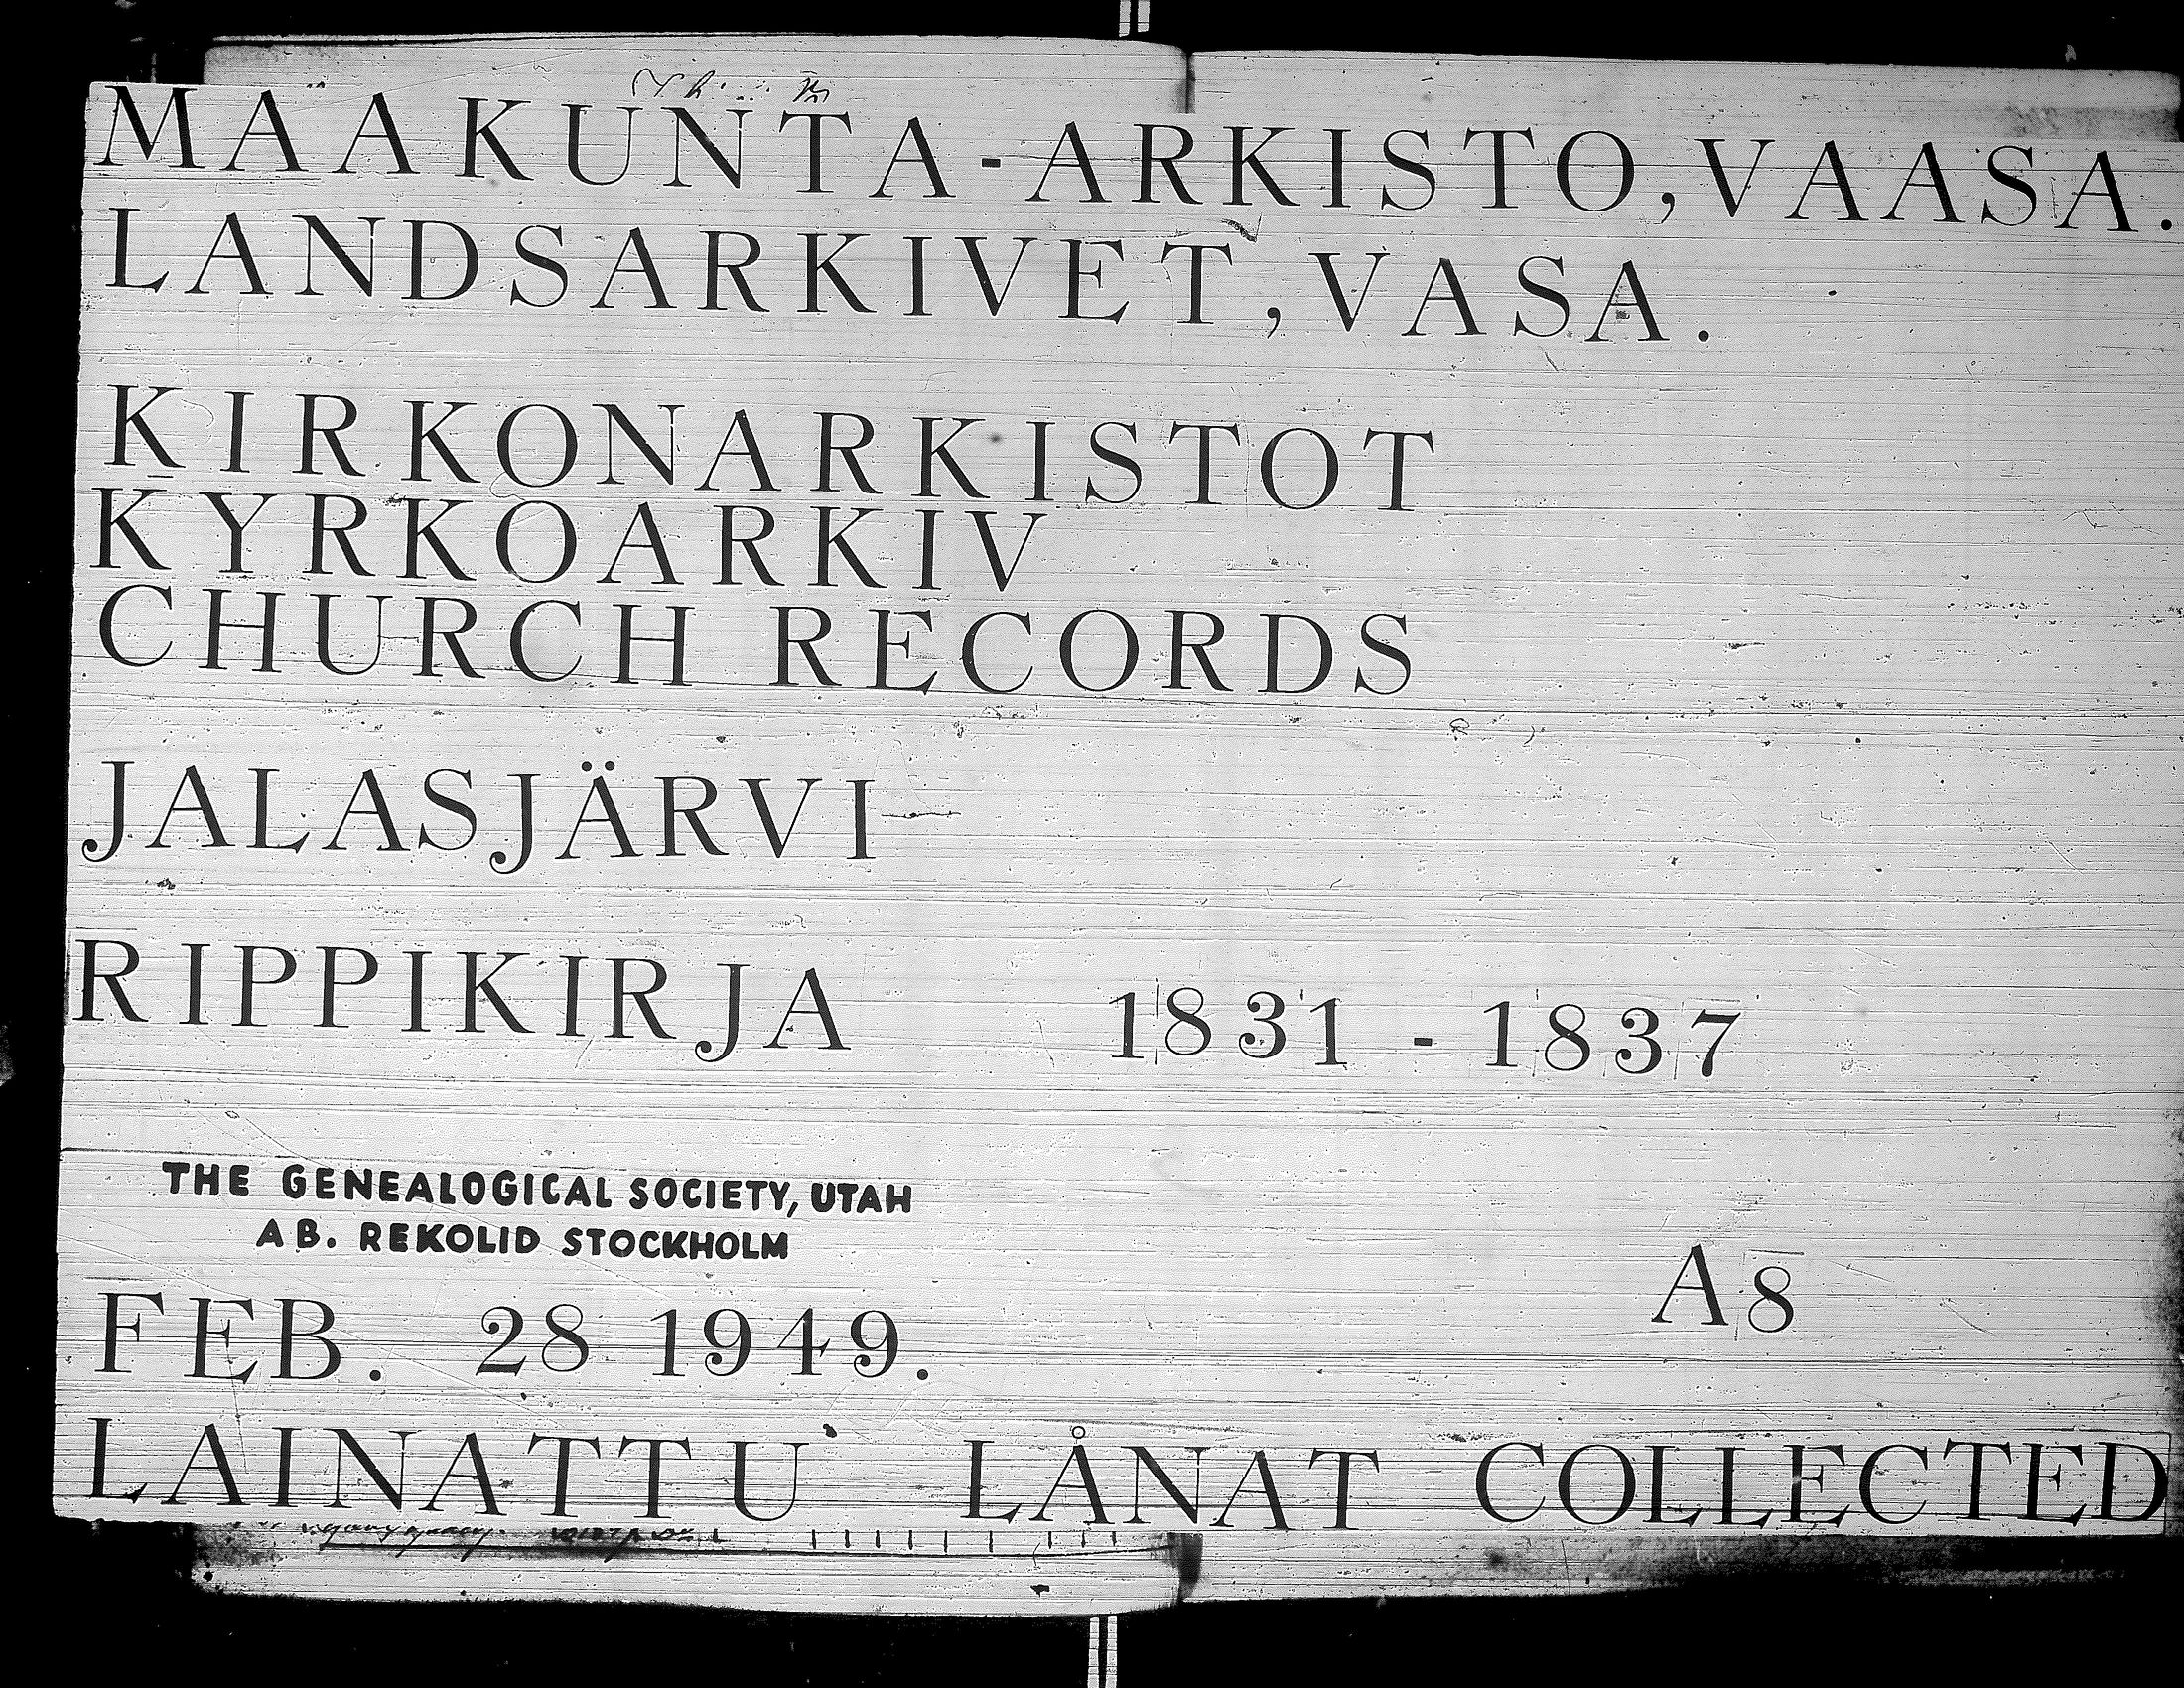 MAAKUNTA-ARKISTO, VAASA.
LANDSARKIVET, VASA.
KIRKONARKISTOT
KYRKOARKIV
CHURCH RECORDS
JALASJÄRVI
RIPPIKIRJA 1831 - 1837
THE GENEALOGICAL SOCIETY, UTAH
AB. REKOLID STOCKHOLM
A8
FEB. 28 1949.
LAINATTU LÅNAT COLLECTED